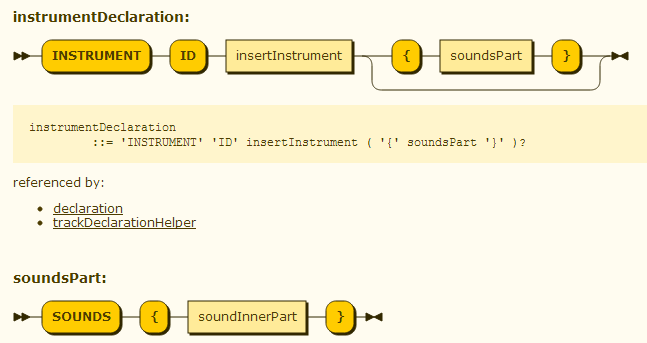 instrumentDeclaration:
INSTRUMENT ID insertInstrument { soundsPart }
instrumentDeclaration
::= 'INSTRUMENT' 'ID' insertInstrument ( '{' soundsPart '}' )?
referenced by:
declaration
trackDeclarationHelper
soundsPart:
SOUNDS { soundInnerPart }